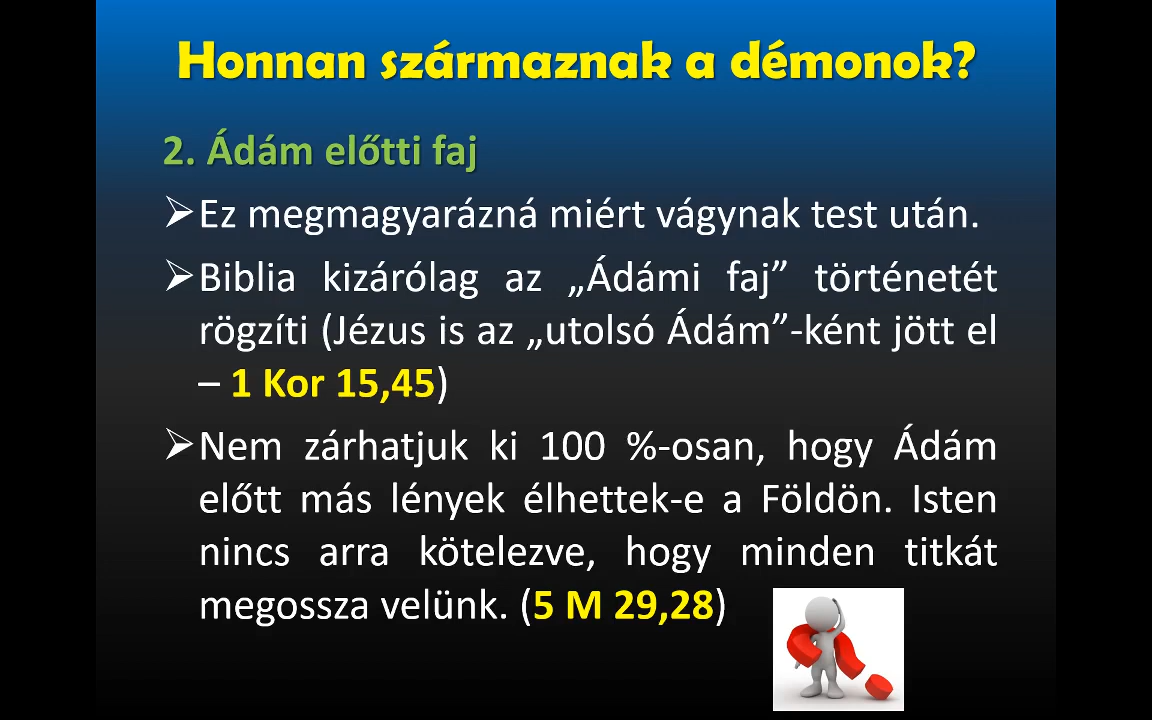 Honnan származnak a démonok?
2. Ádám előtti faj
➢Ez megmagyarázná miért vágynak test után.
➢Biblia kizárólag az „Ádámi faj” történetét
rögzíti (Jézus is az „utolsó Ádám”-ként jött el
– 1 Kor 15,45)
➢Nem zárhatjuk ki 100 %-osan, hogy Ádám
előtt más lények élhettek-e a Földön. Isten
nincs arra kötelezve, hogy minden titkát
megossza velünk. (5 M 29,28)